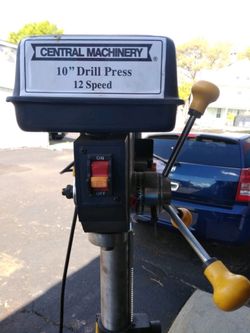 CENTRAL MACHINERY®
10" Drill Press
12 Speed
ON
OFF